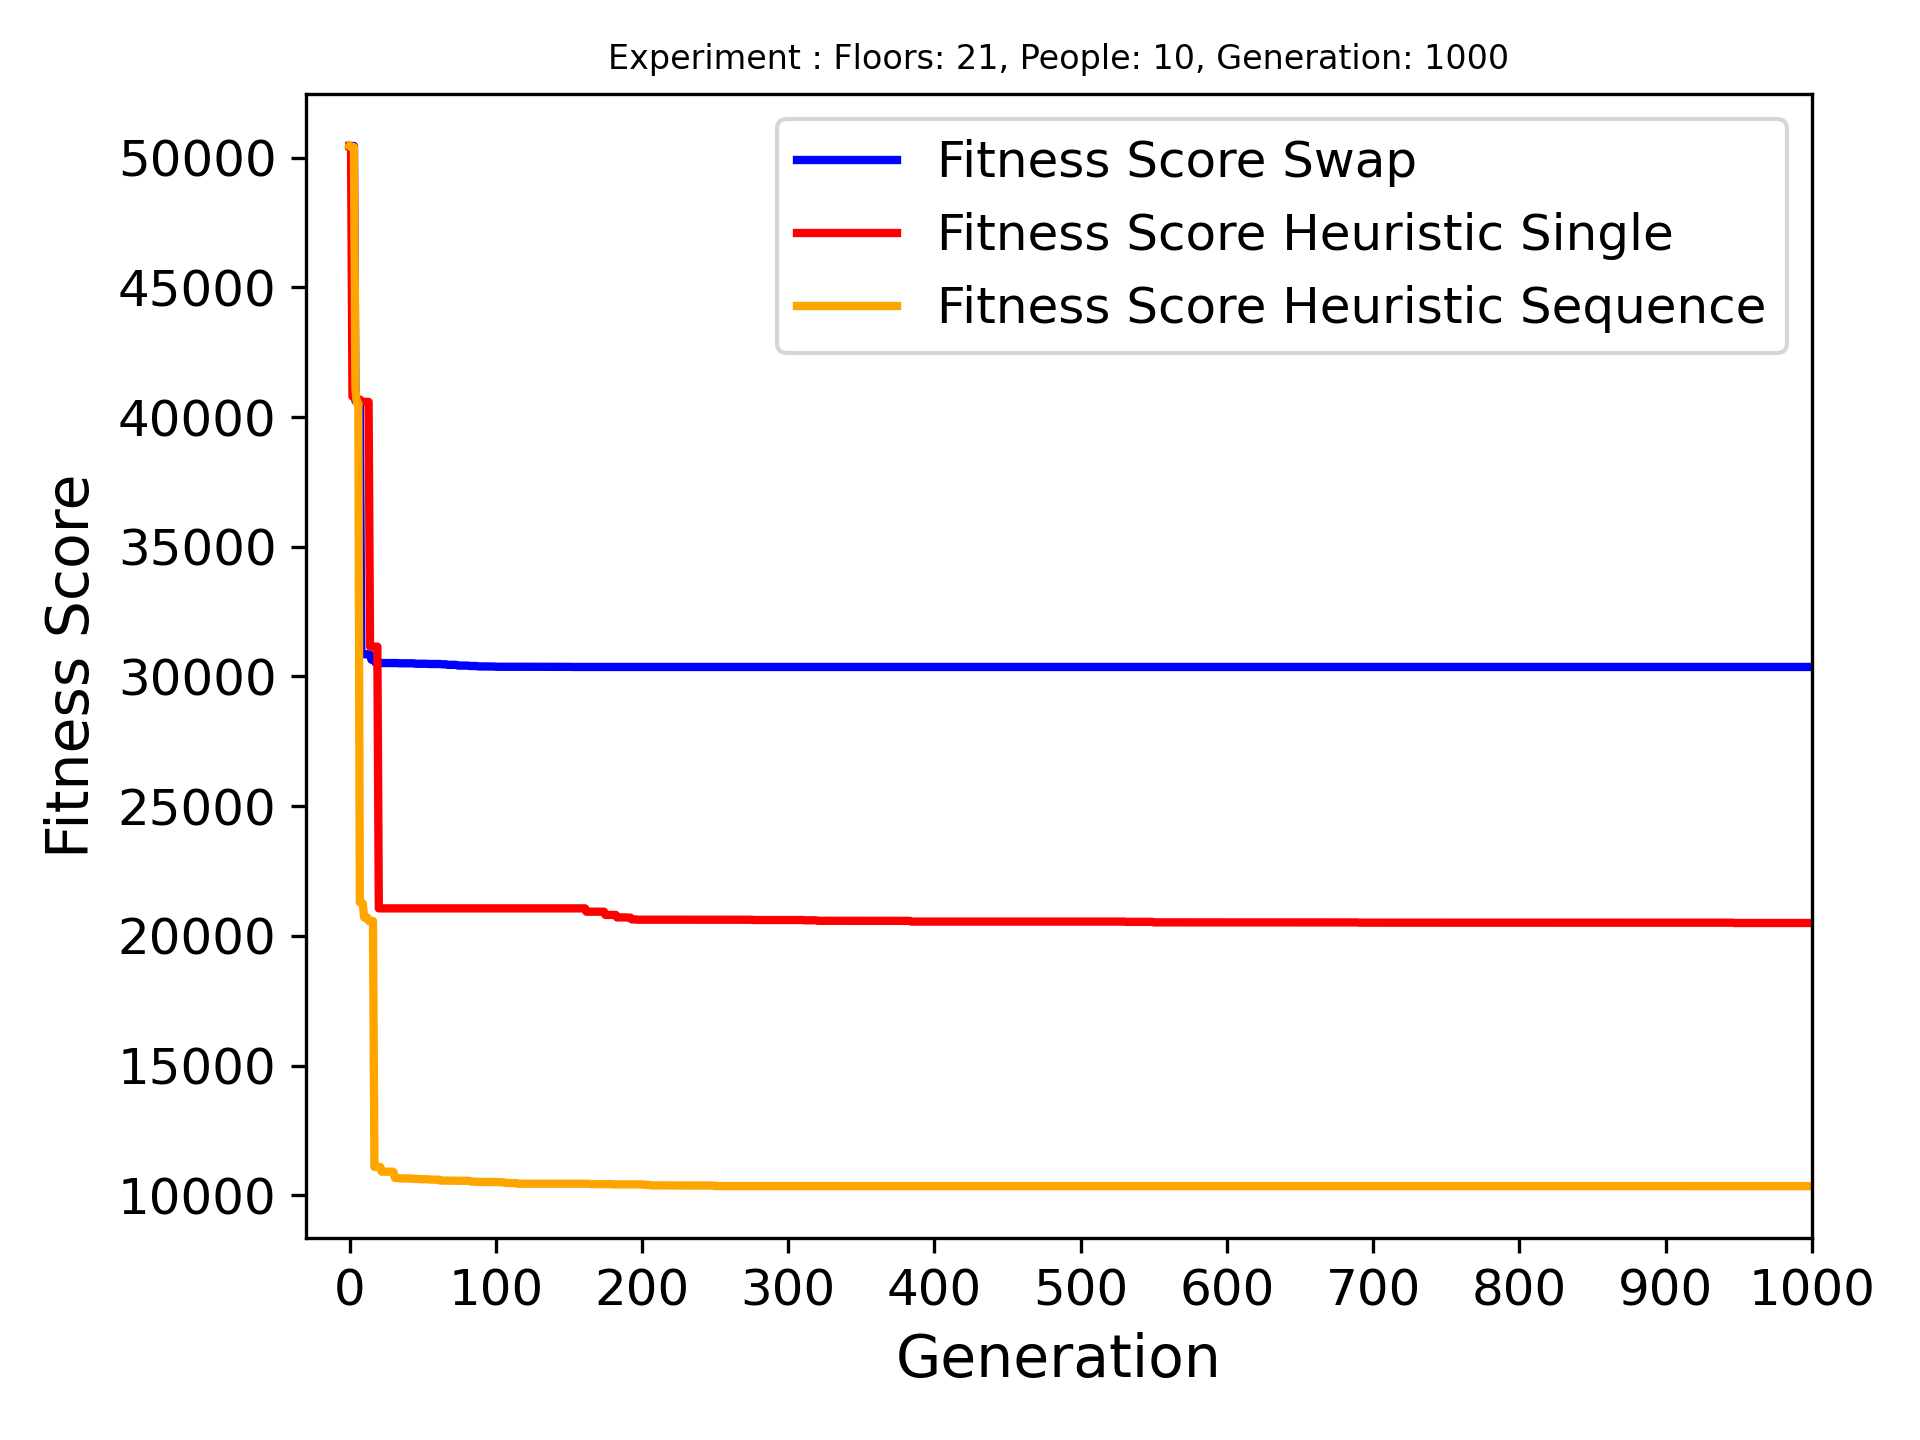 Experiment : Floors: 21, People: 10, Generation: 1000
Fitness Score Swap
Fitness Score Heuristic Single
Fitness Score Heuristic Sequence
Fitness Score
50000
45000
40000
35000
30000
25000
20000
15000
10000
0 100 200 300 400 500 600 700 800 900 1000
Generation